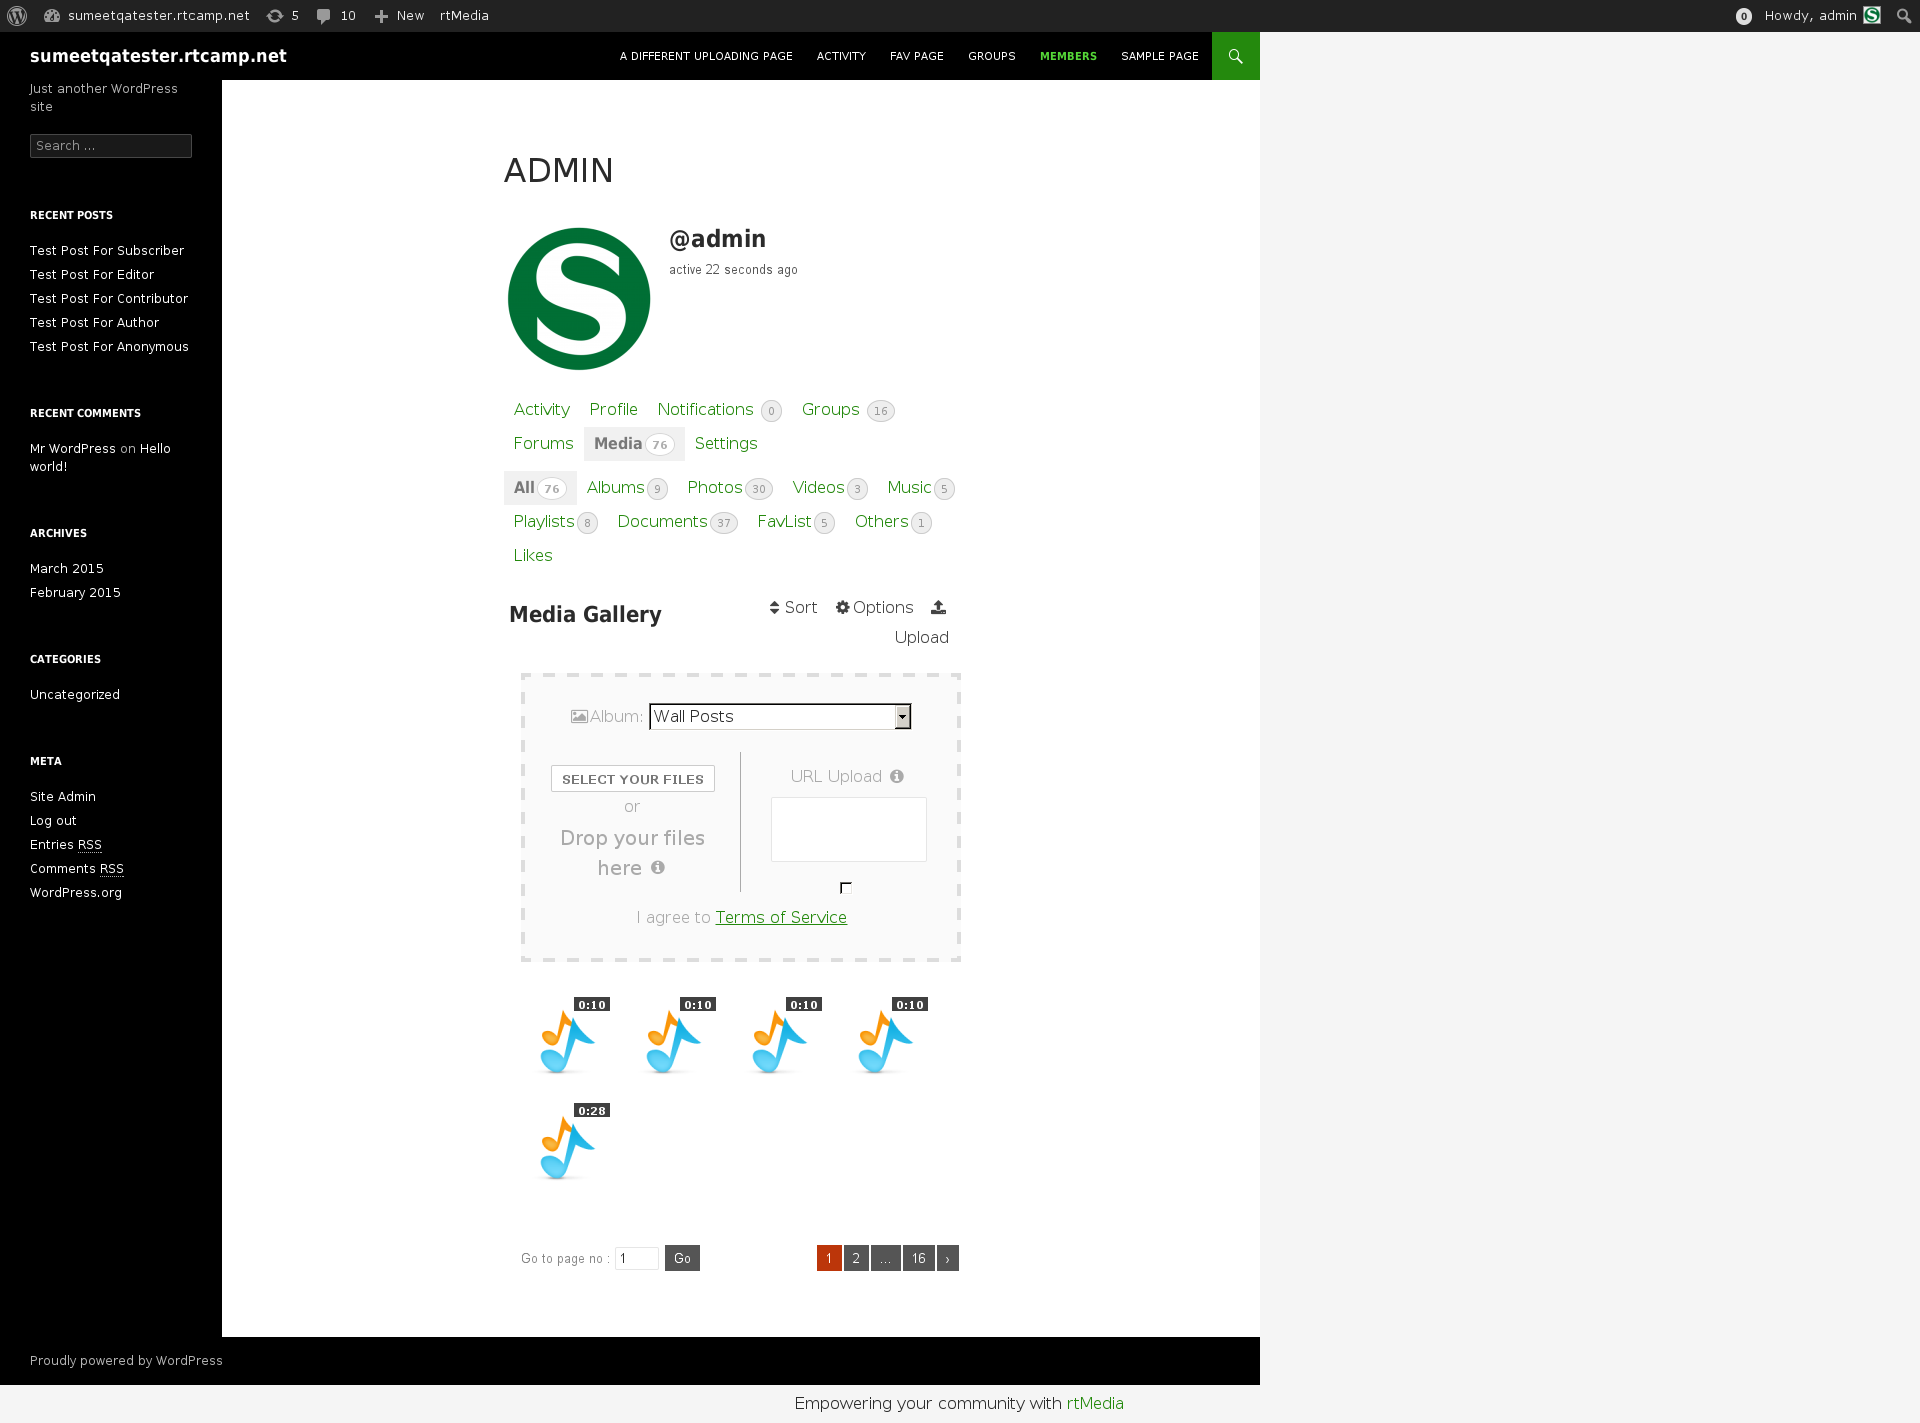 sumeetqatester.rtcamp.net 5 10 New rtMedia 0 Howdy, admin
sumeetqatester.rtcamp.net A DIFFERENT UPLOADING PAGE ACTIVITY FAV PAGE GROUPS MEMBERS SAMPLE PAGE
Just another WordPress
site
Search ...
RECENT POSTS
Test Post For Subscriber
Test Post For Editor
Test Post For Contributor
Test Post For Author
Test Post For Anonymous
RECENT COMMENTS
Mr WordPress on Hello
world!
ARCHIVES
March 2015
February 2015
CATEGORIES
Uncategorized
META
Site Admin
Log out
Entries RSS
Comments RSS
WordPress.org
ADMIN
S
@admin
active 22 seconds ago
Activity Profile Notifications 0 Groups 16
Forums Media 76 Settings
All 76 Albums 9 Photos 30 Videos 3 Music 5
Playlists 8 Documents 37 FavList 5 Others 1
Likes
Media Gallery
Sort Options
Upload
Album: Wall Posts
SELECT YOUR FILES
or
Drop your files
here
URL Upload
I agree to Terms of Service
0:10 0:10 0:10 0:10
0:28
Go to page no : 1 Go 1 2 ... 16 ›
Proudly powered by WordPress
Empowering your community with rtMedia